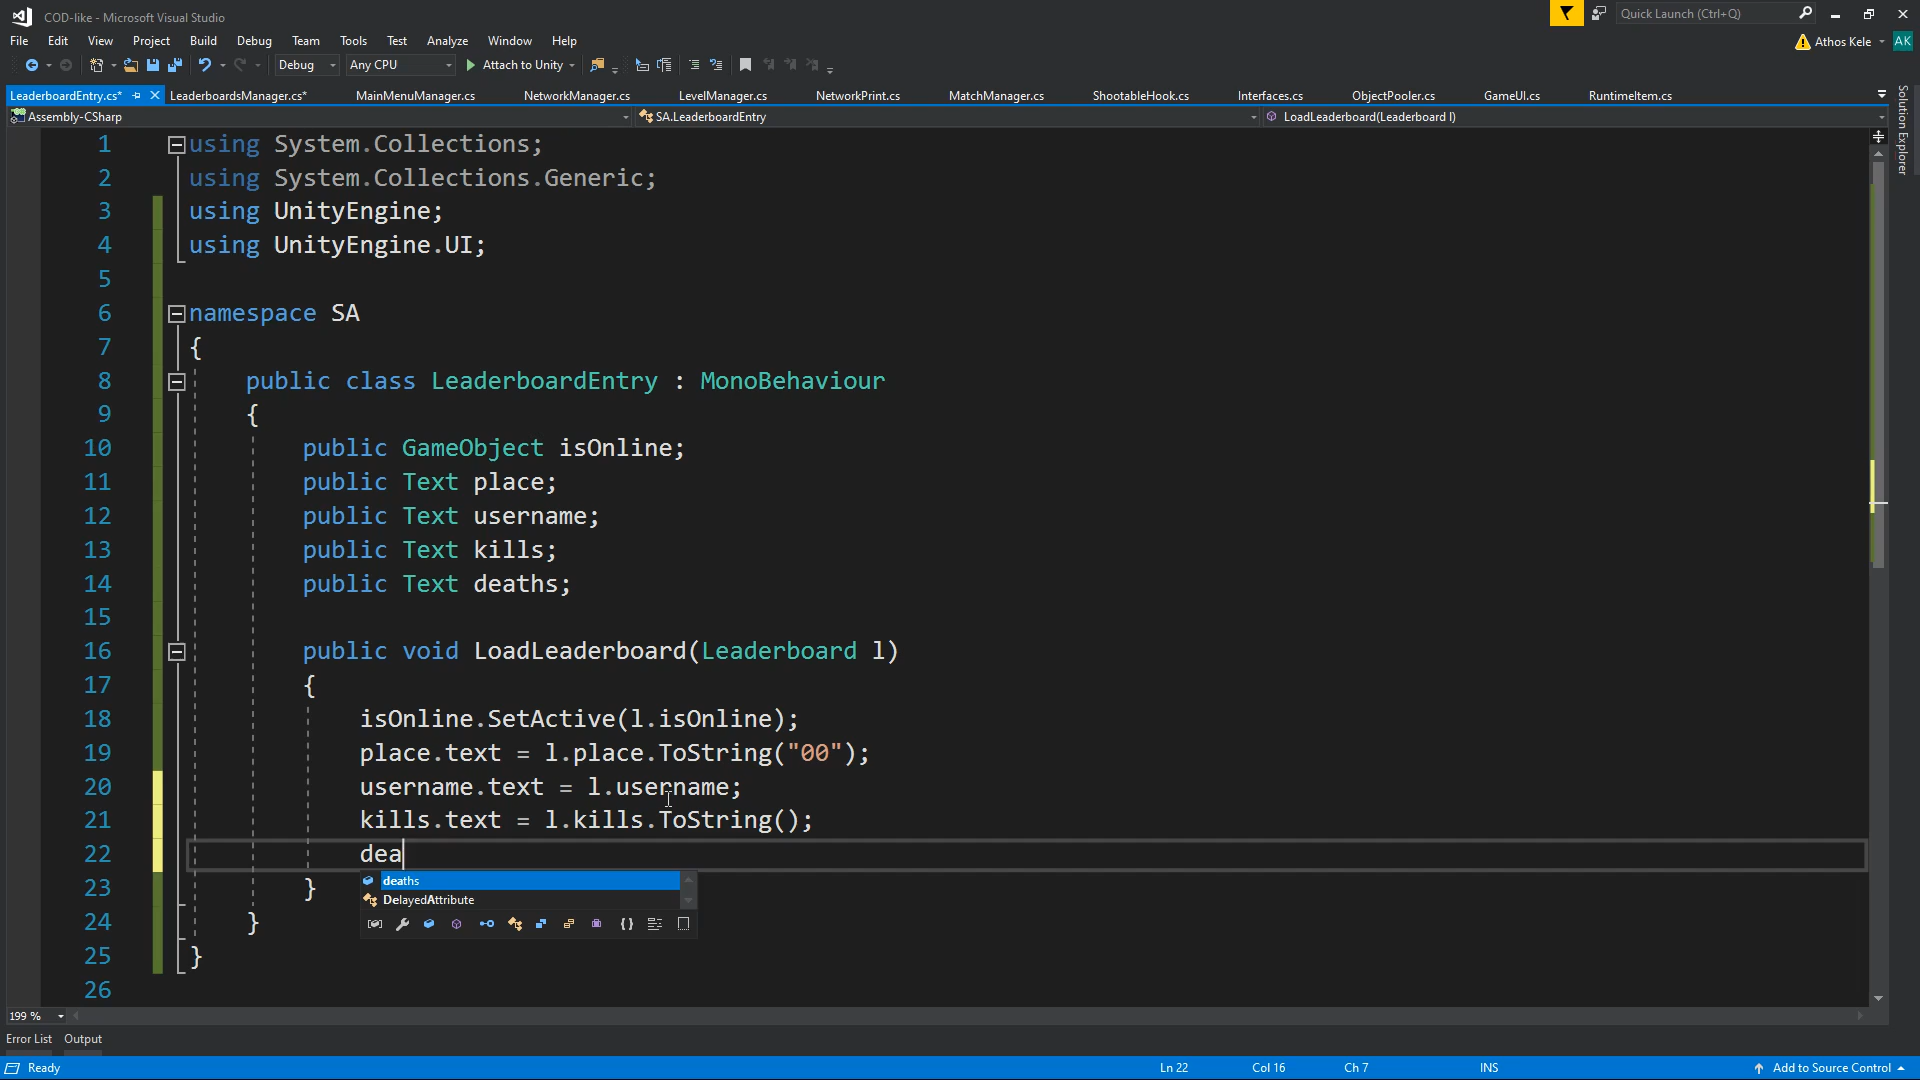 COD-like - Microsoft Visual Studio
Quick Launch (Ctrl+Q)
File Edit View Project Build Debug Team Tools Test Analyze Window Help
Athos Kele AK
Debug Any CPU Attach to Unity
LeaderboardEntry.cs* LeaderboardsManager.cs* MainMenuManager.cs NetworkManager.cs LevelManager.cs NetworkPrint.cs MatchManager.cs ShootableHook.cs Interfaces.cs ObjectPooler.cs GameUI.cs RuntimeItem.cs
Solution Explorer
Assembly-CSharp SA.LeaderboardEntry LoadLeaderboard(Leaderboard l)
1 using System.Collections;
2 using System.Collections.Generic;
3 using UnityEngine;
4 using UnityEngine.UI;
5
6 namespace SA
7 {
8 public class LeaderboardEntry : MonoBehaviour
9 {
10 public GameObject isOnline;
11 public Text place;
12 public Text username;
13 public Text kills;
14 public Text deaths;
15
16 public void LoadLeaderboard(Leaderboard l)
17 {
18 isOnline.SetActive(l.isOnline);
19 place.text = l.place.ToString("00");
20 username.text = l.username;
21 kills.text = l.kills.ToString();
22 dea
deaths
23 }
DelayedAttribute
24 }
25 }
26
199 %
Error List Output
Ready Ln 22 Col 16 Ch 7 INS Add to Source Control